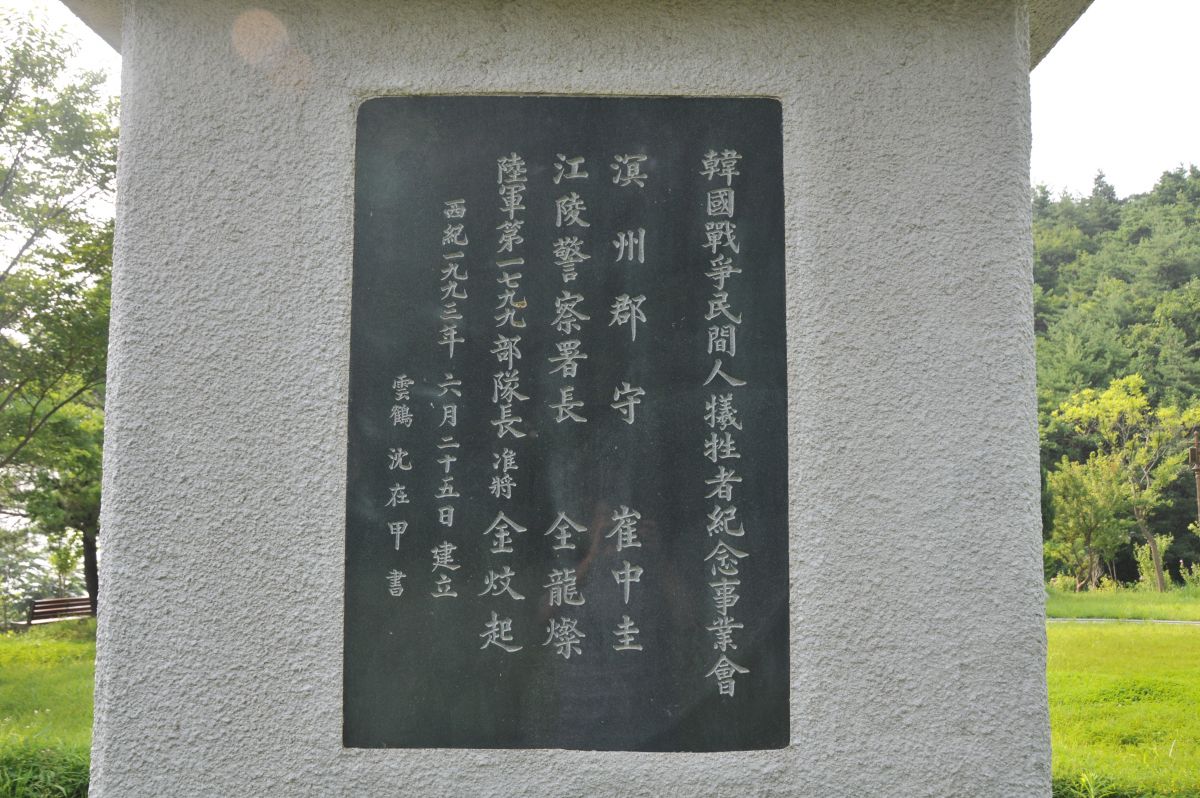 韓國戰爭民間人犧牲者紀念事業會
溟州郡守 崔中圭
江陵警察署長 全龍燦
陸軍第一七九九部隊長 准將 金炆起
西紀一九九三年 六月二十五日 建立
雲鶴 沈在甲 書